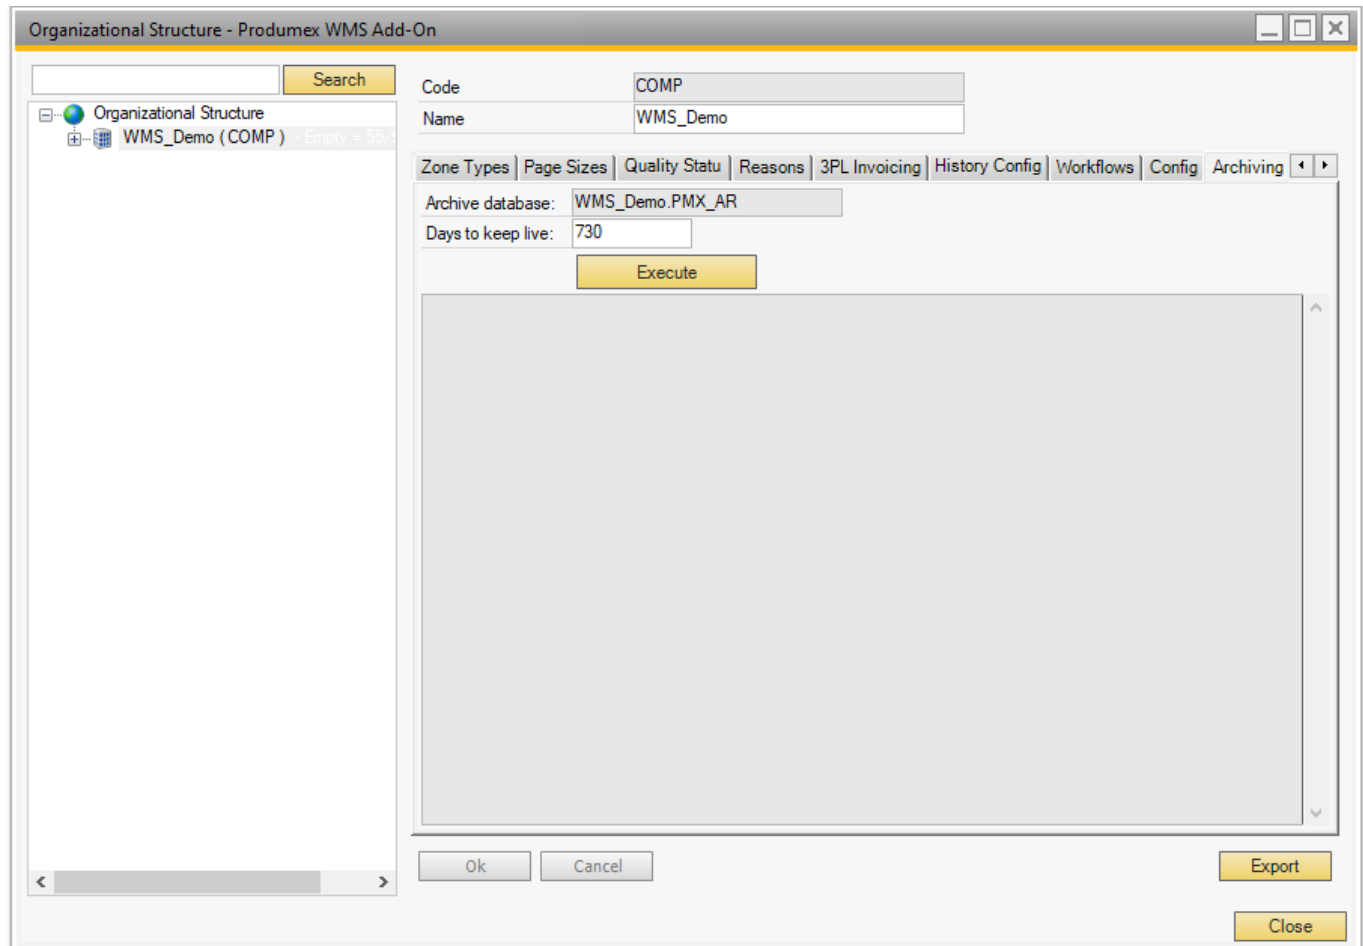 Organizational Structure - Produmex WMS Add-On
Search
Organizational Structure
WMS_Demo ( COMP ) - Empty = 55/
Code COMP
Name WMS_Demo
Zone Types Page Sizes Quality Statu Reasons 3PL Invoicing History Config Workflows Config Archiving
Archive database: WMS_Demo.PMX_AR
Days to keep live: 730
Execute
Ok Cancel Export
Close